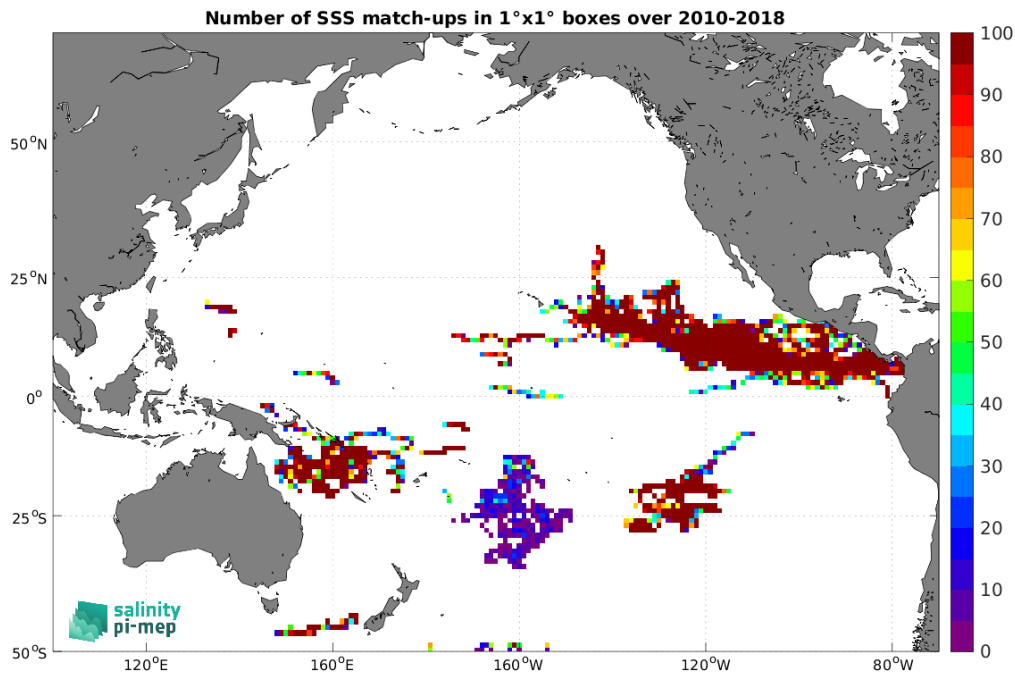 Number of SSS match-ups in 1°x1° boxes over 2010-2018
100
90
80
70
60
50
40
30
20
10
0
50°N
25°N
0°
25°S
50°S
120°E
160°E
160°W
120°W
80°W
salinity
pi-mep